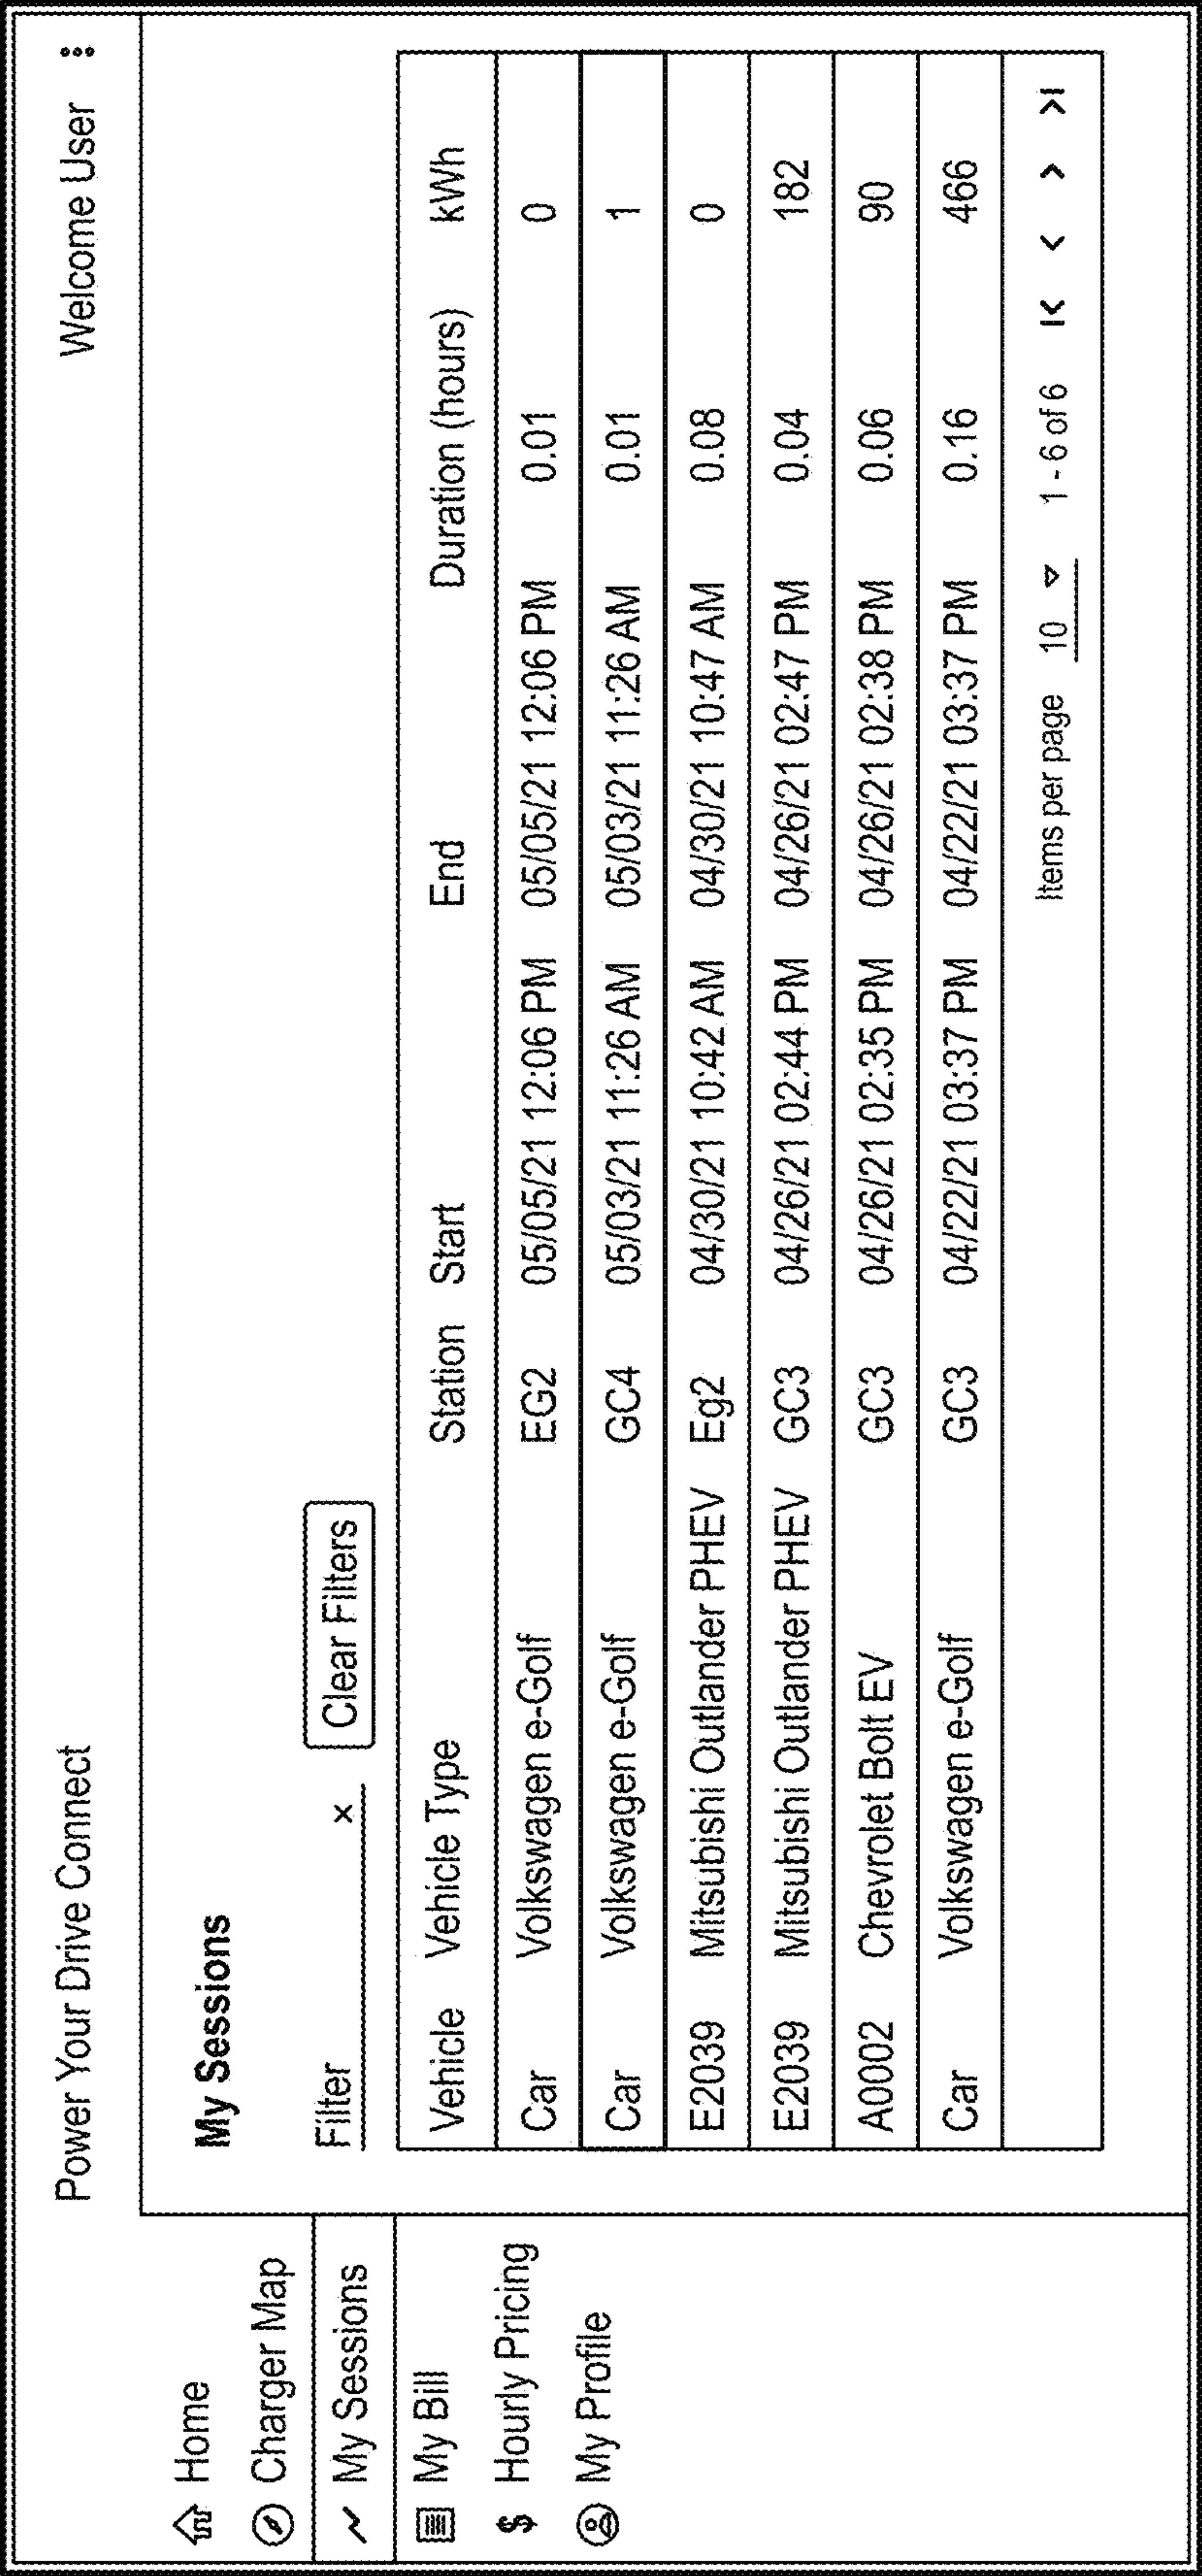 Power Your Drive Connect Welcome User
Home
Charger Map
My Sessions
My Bill
$ Hourly Pricing
My Profile
My Sessions
Filter x Clear Filters
Vehicle Vehicle Type Station Start End Duration (hours) kWh
Car Volkswagen e-Golf EG2 05/05/21 12:06 PM 05/05/21 12:06 PM 0.01 0
Car Volkswagen e-Golf GC4 05/03/21 11:26 AM 05/03/21 11:26 AM 0.01 1
E2039 Mitsubishi Outlander PHEV Eg2 04/30/21 10:42 AM 04/30/21 10:47 AM 0.08 0
E2039 Mitsubishi Outlander PHEV GC3 04/26/21 02:44 PM 04/26/21 02:47 PM 0.04 182
A0002 Chevrolet Bolt EV GC3 04/26/21 02:35 PM 04/26/21 02:38 PM 0.06 90
Car Volkswagen e-Golf GC3 04/22/21 03:37 PM 04/22/21 03:37 PM 0.16 466
Items per page 10 1 - 6 of 6 |< < > >|